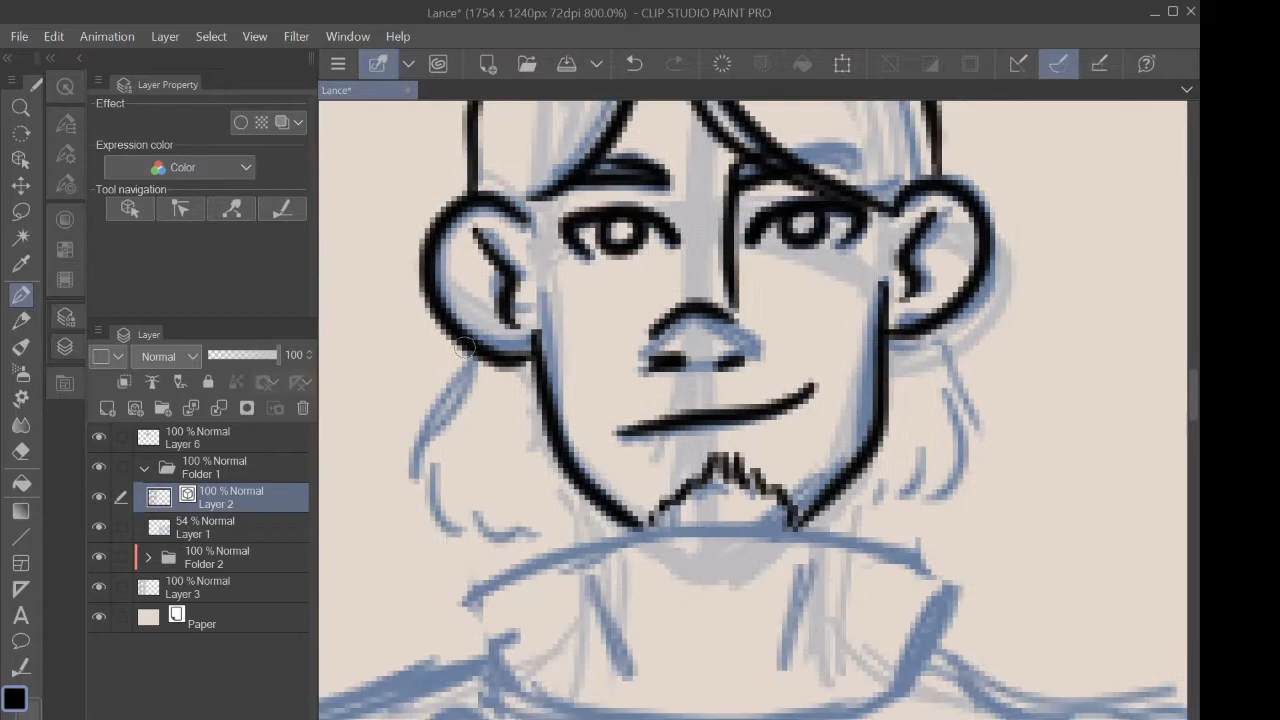 Lance* (1754 x 1240px 72dpi 800.0%) - CLIP STUDIO PAINT PRO
File Edit Animation Layer Select View Filter Window Help
Lance*
Layer Property
Effect
Expression color
Color
Tool navigation
Layer
Normal 100
100 % Normal
Layer 6
100 % Normal
Folder 1
100 % Normal
Layer 2
54 % Normal
Layer 1
100 % Normal
Folder 2
100 % Normal
Layer 3
Paper